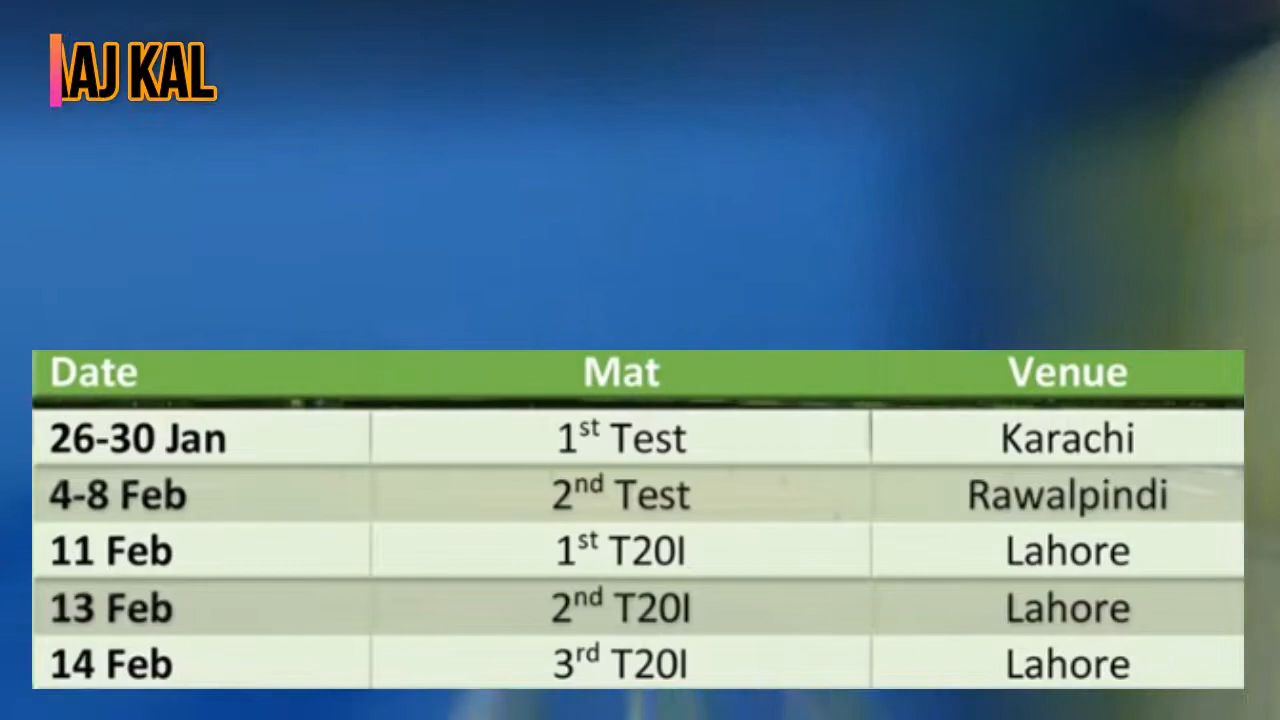 AAJ KAL
Date Mat Venue
26-30 Jan 1st Test Karachi
4-8 Feb 2nd Test Rawalpindi
11 Feb 1st T20I Lahore
13 Feb 2nd T20I Lahore
14 Feb 3rd T20I Lahore